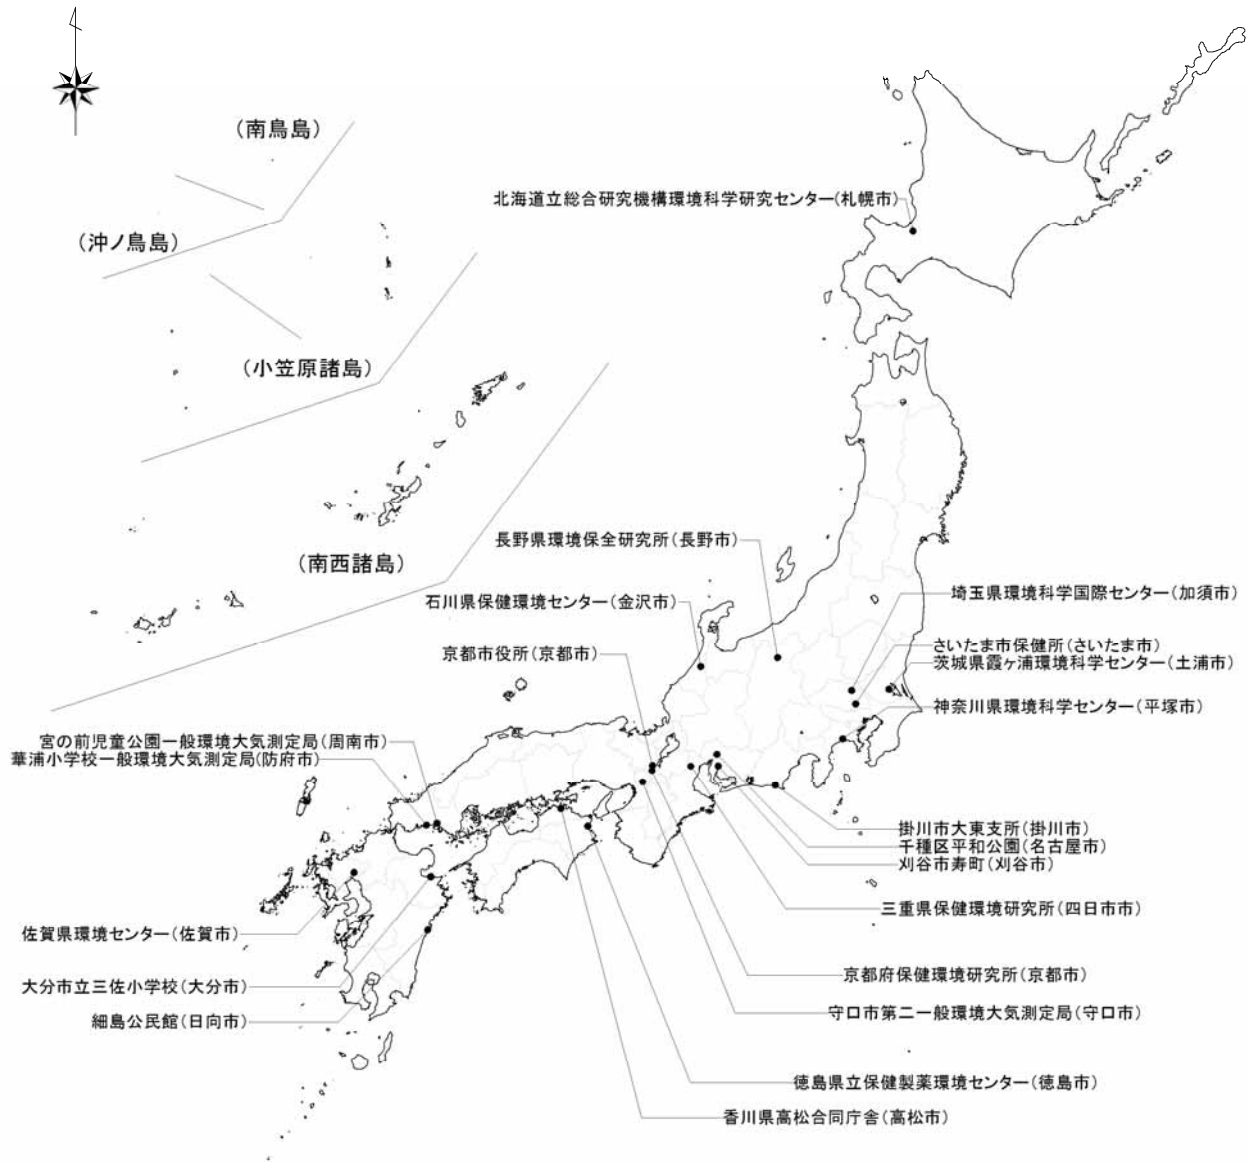 (南鳥島)
北海道立総合研究機構環境科学研究センター(札幌市)
(沖ノ鳥島)
(小笠原諸島)
長野県環境保全研究所(長野市)
(南西諸島)
埼玉県環境科学国際センター(加須市)
石川県保健環境センター(金沢市)
さいたま市保健所(さいたま市)
京都市役所(京都市)
茨城県霞ヶ浦環境科学センター(土浦市)
神奈川県環境科学センター(平塚市)
宮の前児童公園一般環境大気測定局(周南市)
華浦小学校一般環境大気測定局(防府市)
掛川市大東支所(掛川市)
千種区平和公園(名古屋市)
刈谷市寿町(刈谷市)
三重県保健環境研究所(四日市市)
佐賀県環境センター(佐賀市)
京都府保健環境研究所(京都市)
大分市立三佐小学校(大分市)
守口市第二一般環境大気測定局(守口市)
細島公民館(日向市)
徳島県立保健製薬環境センター(徳島市)
香川県高松合同庁舎(高松市)